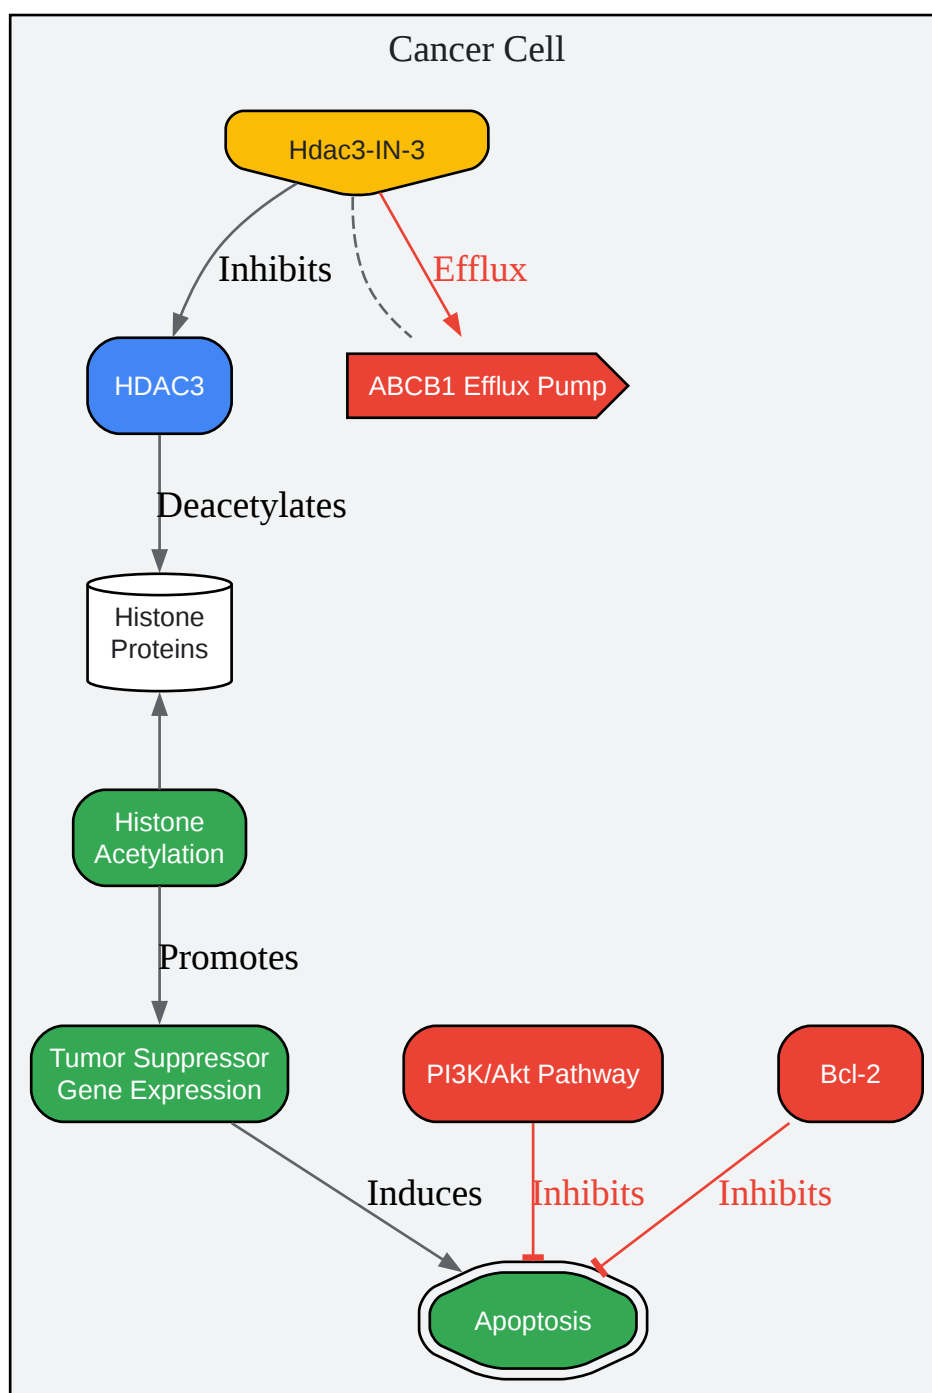 Cancer Cell
Hdac3-IN-3
Inhibits
Efflux
HDAC3
ABCB1 Efflux Pump
Deacetylates
Histone
Proteins
Histone
Acetylation
Promotes
Tumor Suppressor
Gene Expression
PI3K/Akt Pathway
Bcl-2
Induces
Inhibits
Inhibits
Apoptosis